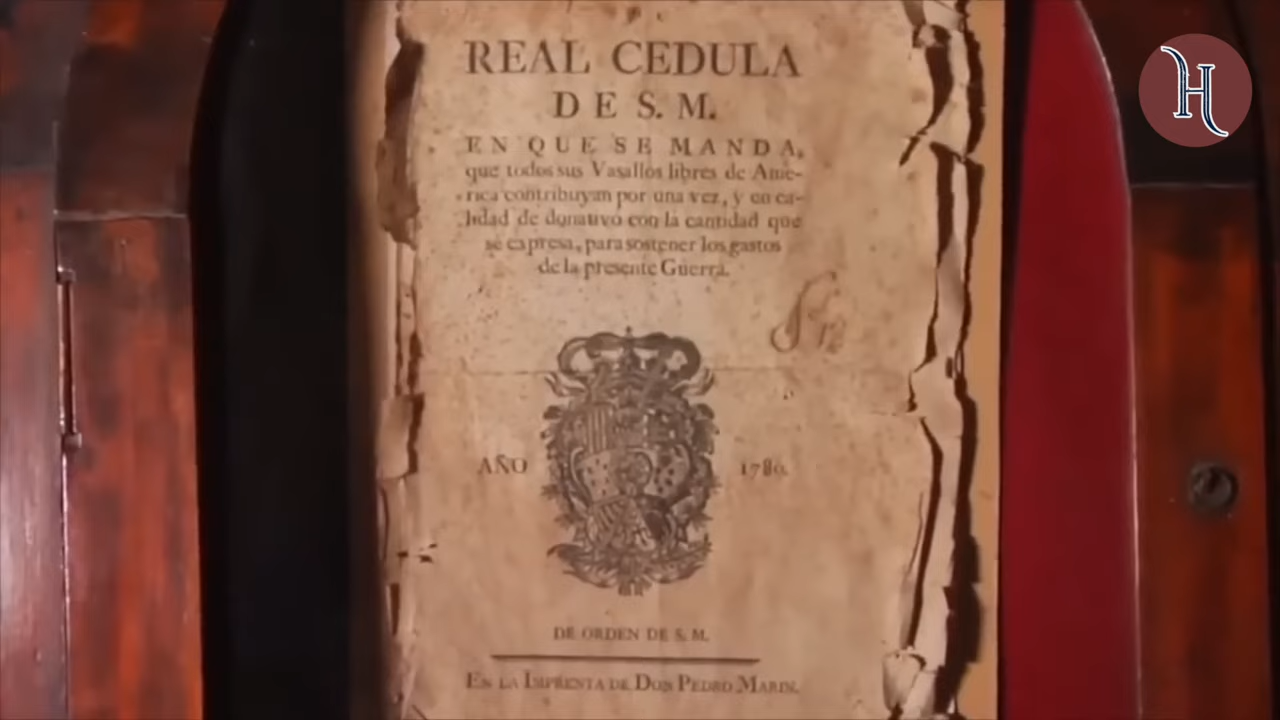 REAL CEDULA
DE S. M.
EN QUE SE MANDA,
que todos sus Vasallos libres de Amé-
rica contribuyan por una vez, y en ca-
lidad de donativo con la cantidad que
se expresa, para sostener los gastos
de la presente Guerra.
AÑO 1780.
DE ORDEN DE S. M.
EN LA IMPRENTA DE DON PEDRO MARIN.
H